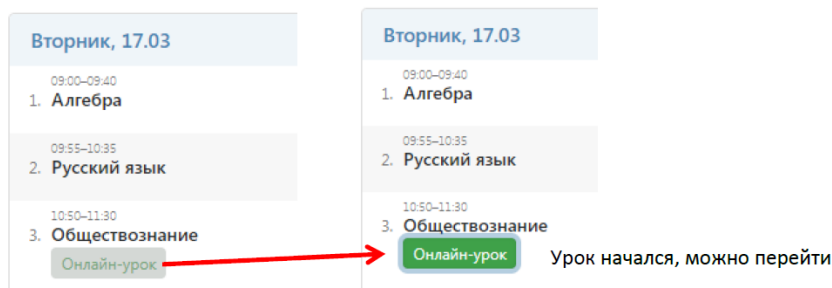 Вторник, 17.03
09:00–09:40
1. Алгебра
09:55–10:35
2. Русский язык
10:50–11:30
3. Обществознание
Онлайн-урок
Вторник, 17.03
09:00–09:40
1. Алгебра
09:55–10:35
2. Русский язык
10:50–11:30
3. Обществознание
Онлайн-урок
Урок начался, можно перейти